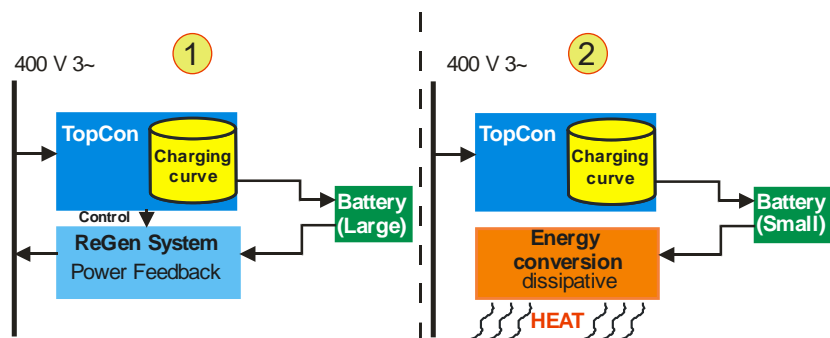 1
400 V 3~
TopCon
Charging
curve
Control
Battery
(Large)
ReGen System
Power Feedback
2
400 V 3~
TopCon
Charging
curve
Battery
(Small)
Energy
conversion
dissipative
HEAT